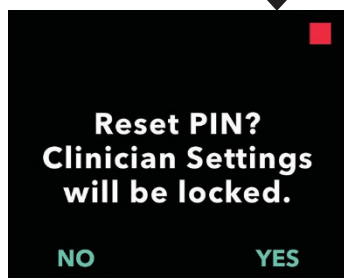 Reset PIN?
Clinician Settings
will be locked.
NO YES